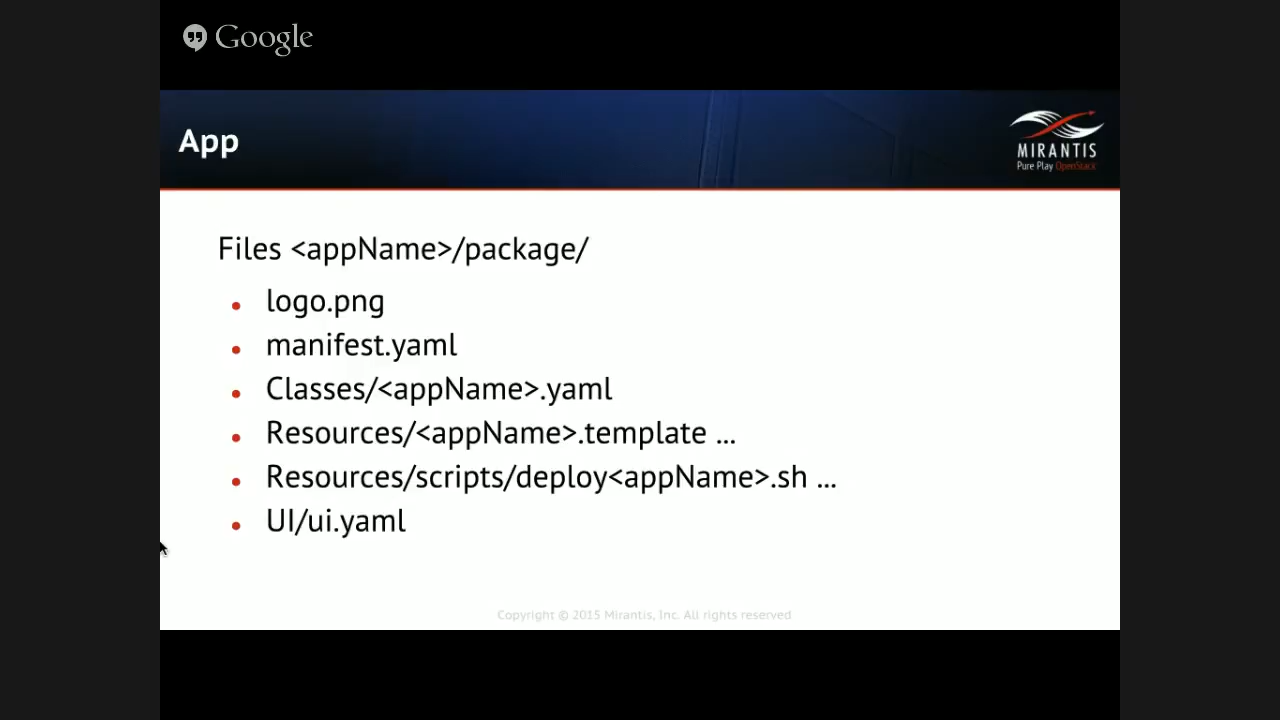 Google
App
MIRANTIS
Pure Play OpenStack
Files <appName>/package/
logo.png
manifest.yaml
Classes/<appName>.yaml
Resources/<appName>.template ...
Resources/scripts/deploy<appName>.sh ...
UI/ui.yaml
Copyright © 2015 Mirantis, Inc. All rights reserved